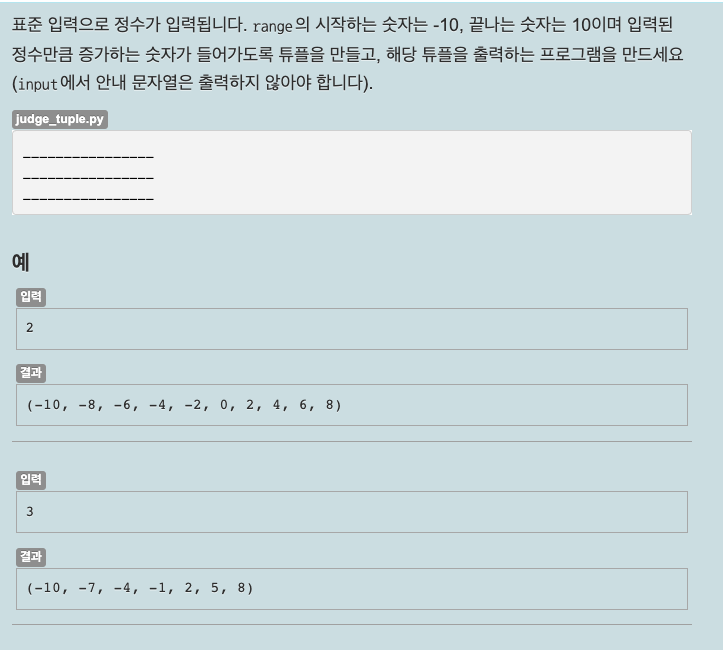 표준 입력으로 정수가 입력됩니다. range의 시작하는 숫자는 -10, 끝나는 숫자는 10이며 입력된
정수만큼 증가하는 숫자가 들어가도록 튜플을 만들고, 해당 튜플을 출력하는 프로그램을 만드세요
(input에서 안내 문자열은 출력하지 않아야 합니다).
judge_tuple.py
________________
________________
________________
예
입력
2
결과
(-10, -8, -6, -4, -2, 0, 2, 4, 6, 8)
입력
3
결과
(-10, -7, -4, -1, 2, 5, 8)